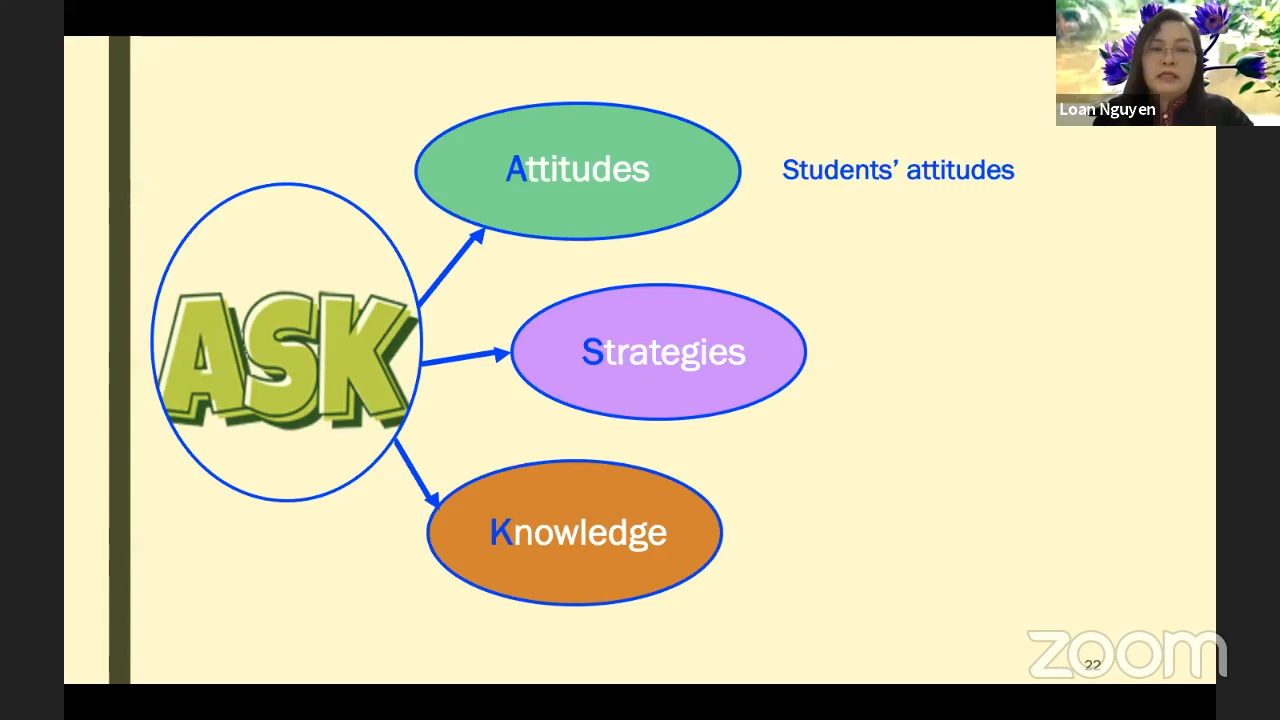 Loan Nguyen
Attitudes
Students’ attitudes
ASK
Strategies
Knowledge
zoom
22